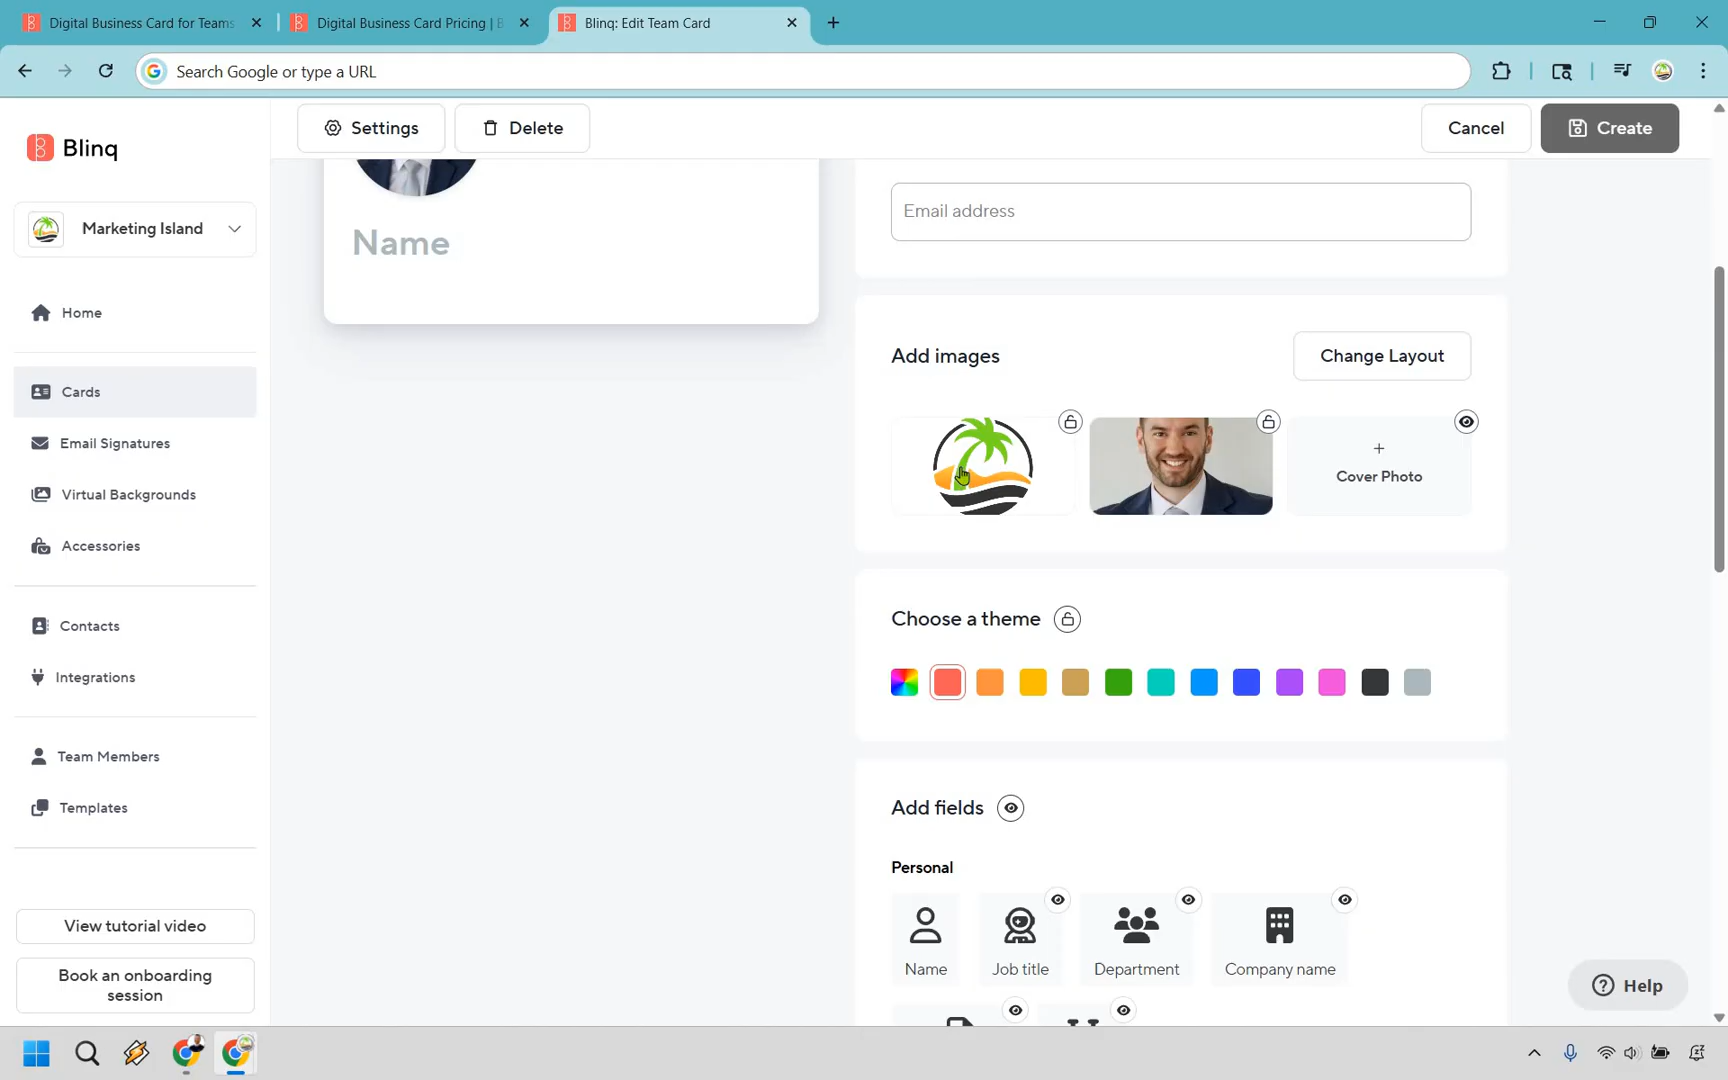 Digital Business Card for Teams
Digital Business Card Pricing | B
Blinq: Edit Team Card
Search Google or type a URL
Blinq
Settings
Delete
Cancel
Create
Marketing Island
Name
Email address
Home
Add images
Change Layout
Cards
Email Signatures
Cover Photo
Virtual Backgrounds
Accessories
Contacts
Choose a theme
Integrations
Team Members
Templates
Add fields
Personal
Name
Job title
Department
Company name
View tutorial video
Book an onboarding
session
Help